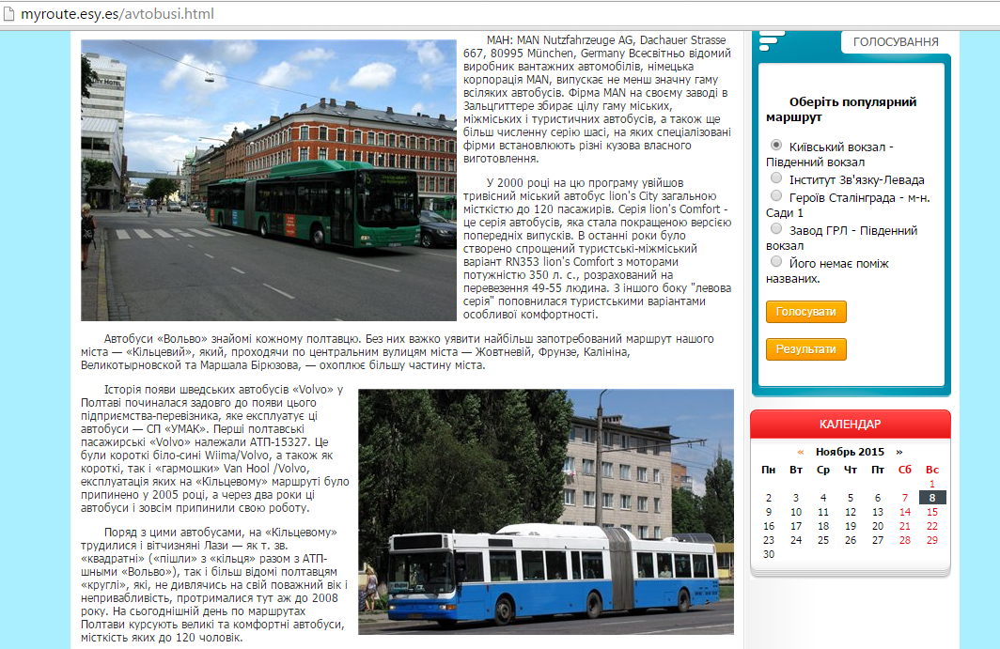 myroute.esy.es/avtobusi.html
МАН: MAN Nutzfahrzeuge AG, Dachauer Strasse
667, 80995 München, Germany Всесвітньо відомий
виробник вантажних автомобілів, німецька
корпорація MAN, випускає не менш значну гаму
всіляких автобусів. Фірма MAN на своєму заводі в
Зальцгиттере збирає цілу гаму міських,
міжміських і туристичних автобусів, а також ще
більш численну серію шасі, на яких спеціалізовані
фірми встановлюють різні кузова власного
виготовлення.
У 2000 році на цю програму увійшов
тривісний міський автобус lion's City загальною
місткістю до 120 пасажирів. Серія lion's Comfort -
це серія автобусів, яка стала покращеною версією
попередніх випусків. В останні роки було
створено спрощений туристські-міжміський
варіант RN353 lion's Comfort з моторами
потужністю 350 л. с., розрахований на
перевезення 49-55 людина. З іншого боку "левова
серія" поповнилася туристськими варіантами
особливої комфортності.
Автобуси «Вольво» знайомі кожному полтавцю. Без них важко уявити найбільш запотребований маршрут нашого
міста — «Кільцевий», який, проходячи по центральним вулицям міста — Жовтневій, Фрунзе, Калініна,
Великотырновской та Маршала Бірюзова, — охоплює більшу частину міста.
Історія появи шведських автобусів «Volvo» у
Полтаві починалася задовго до появи цього
підприємства-перевізника, яке експлуатує ці
автобуси — СП «УМАК». Перші полтавські
пасажирські «Volvo» належали АТП-15327. Це
були короткі біло-сині Wiima/Volvo, а також як
короткі, так і «гармошки» Van Hool /Volvo,
експлуатація яких на «Кільцевому» маршруті було
припинено у 2005 році, а через два роки ці
автобуси і зовсім припинили свою роботу.
Поряд з цими автобусами, на «Кільцевому»
трудилися і вітчизняні Лази — як т. зв.
«квадратні» («пішли» з «кільця» разом з АТП-
шными «Вольво»), так і більш відомі полтавцям
«круглі», які, не дивлячись на свій поважний вік і
непривабливість, протрималися тут аж до 2008
року. На сьогоднішній день по маршрутах
Полтави курсують великі та комфортні автобуси,
місткість яких до 120 чоловік.
ГОЛОСУВАННЯ
Оберіть популярний
маршрут
Київський вокзал -
Південний вокзал
Інститут Зв'язку-Левада
Героїв Сталінграда - м-н.
Сади 1
Завод ГРЛ - Південний
вокзал
Його немає поміж
названих.
Голосувати
Результати
КАЛЕНДАР
« Ноябрь 2015 »
Пн Вт Ср Чт Пт Сб Вс
1
2 3 4 5 6 7 8
9 10 11 12 13 14 15
16 17 18 19 20 21 22
23 24 25 26 27 28 29
30